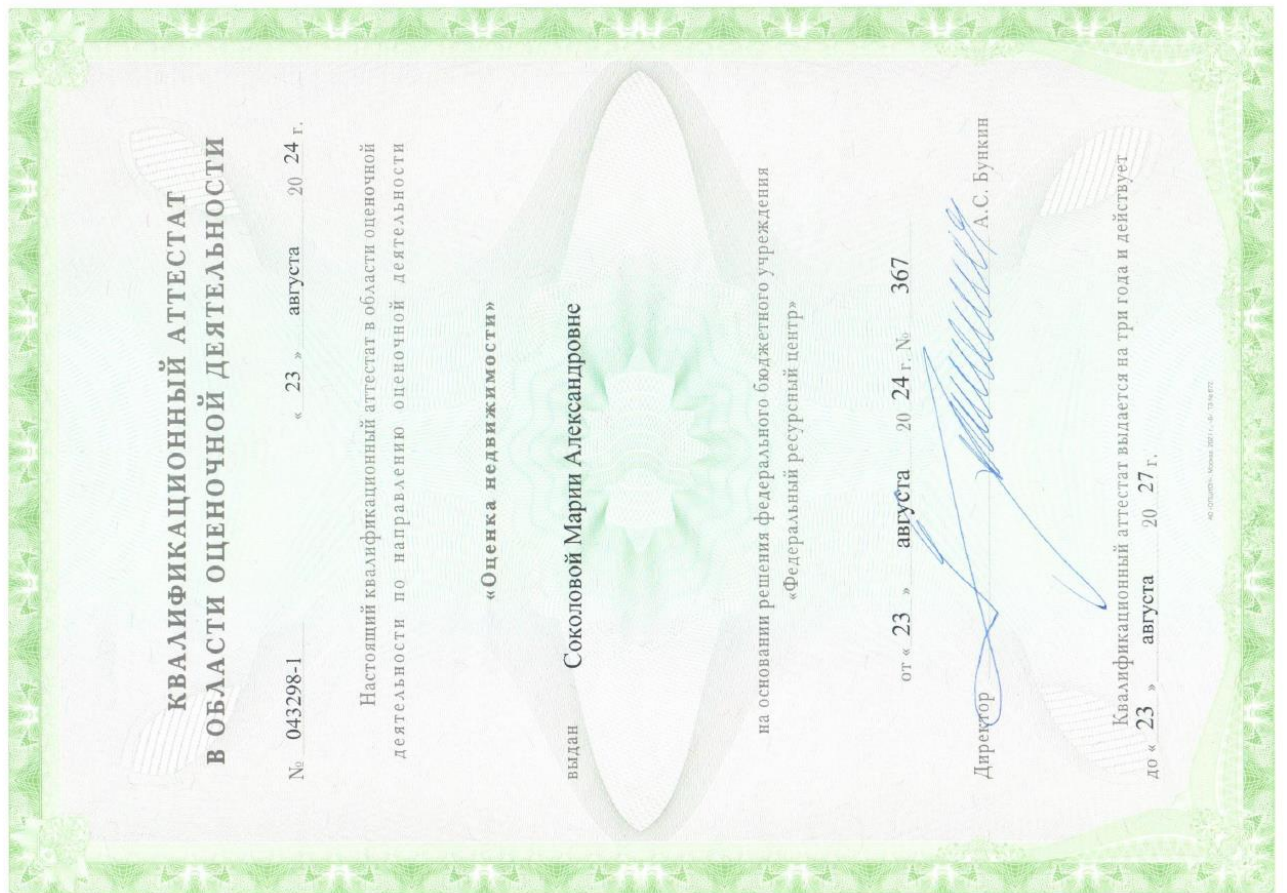 КВАЛИФИКАЦИОННЫЙ АТТЕСТАТ
В ОБЛАСТИ ОЦЕНОЧНОЙ ДЕЯТЕЛЬНОСТИ
№ 043298-1 « 23 » августа 20 24 г.
Настоящий квалификационный аттестат в области оценочной
деятельности по направлению оценочной деятельности
«Оценка недвижимости»
выдан Соколовой Марии Александровне
на основании решения федерального бюджетного учреждения
«Федеральный ресурсный центр»
от « 23 » августа 20 24 г. № 367
Директор А.С. Бункин
Квалификационный аттестат выдается на три года и действует
до « 23 » августа 20 27 г.